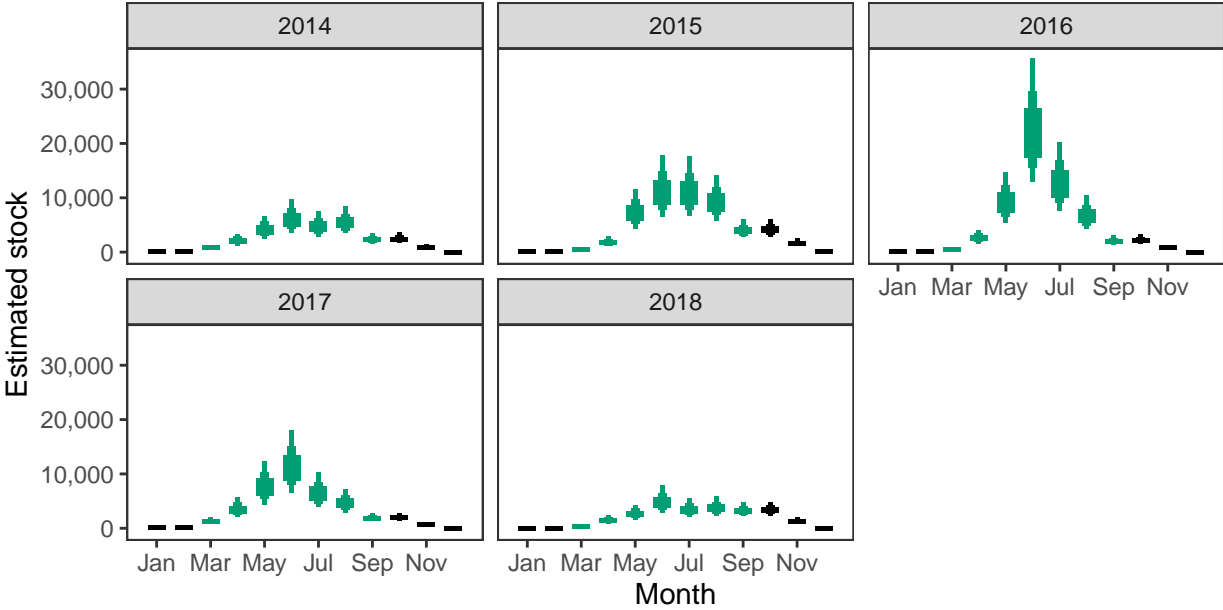 2014 2015 2016
30,000
20,000
10,000
0
Jan Mar May Jul Sep Nov
2017 2018
30,000
20,000
10,000
0
Jan Mar May Jul Sep Nov Jan Mar May Jul Sep Nov
Estimated stock
Month